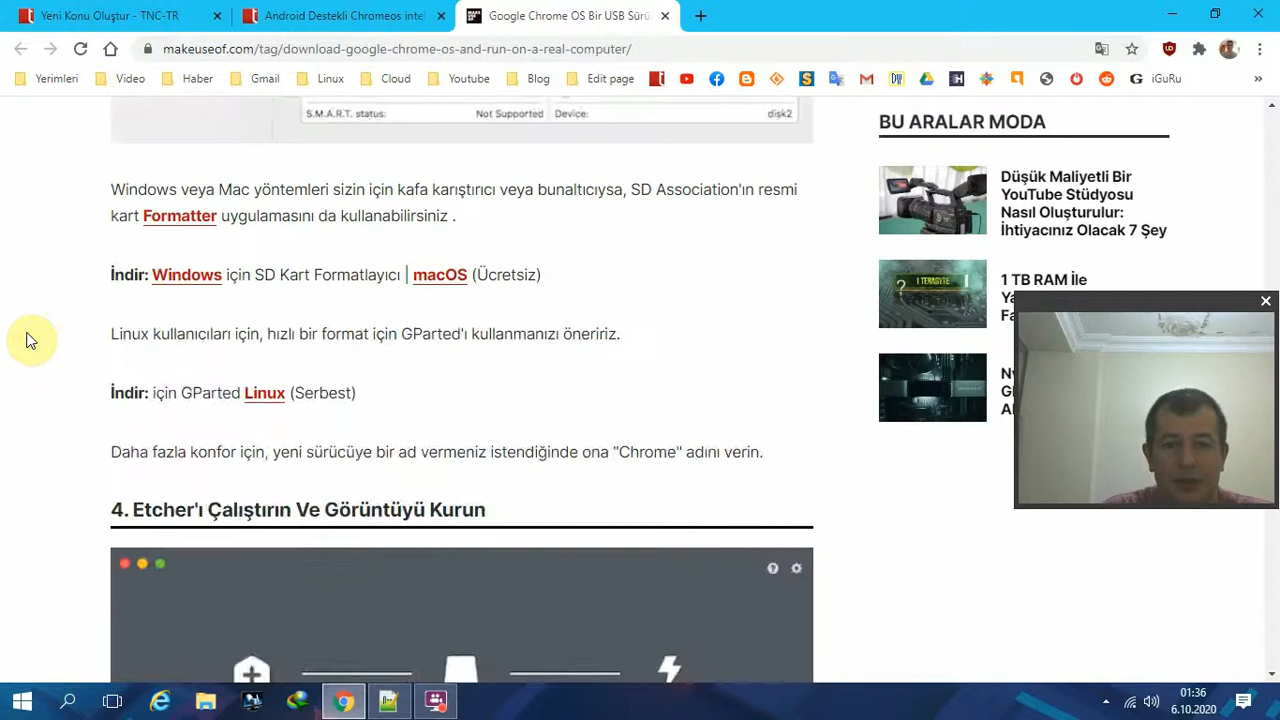 Yeni Konu Oluştur - TNC-TR
Android Destekli Chromeos inte
Google Chrome OS Bir USB Sürü
makeuseof.com/tag/download-google-chrome-os-and-run-on-a-real-computer/
Yerimleri
Video
Haber
Gmail
Linux
Cloud
Youtube
Blog
Edit page
iGuRu
S.M.A.R.T. status:
Not Supported
Device:
disk2
Windows veya Mac yöntemleri sizin için kafa karıştırıcı veya bunaltıcıysa, SD Association'ın resmi
kart Formatter uygulamasını da kullanabilirsiniz .
İndir: Windows için SD Kart Formatlayıcı | macOS (Ücretsiz)
Linux kullanıcıları için, hızlı bir format için GParted'ı kullanmanızı öneririz.
İndir: için GParted Linux (Serbest)
Daha fazla konfor için, yeni sürücüye bir ad vermeniz istendiğinde ona "Chrome" adını verin.
4. Etcher'ı Çalıştırın Ve Görüntüyü Kurun
BU ARALAR MODA
Düşük Maliyetli Bir
YouTube Stüdyosu
Nasıl Oluşturulur:
İhtiyacınız Olacak 7 Şey
1 TERABYTE
1 TB RAM İle
01:36
6.10.2020